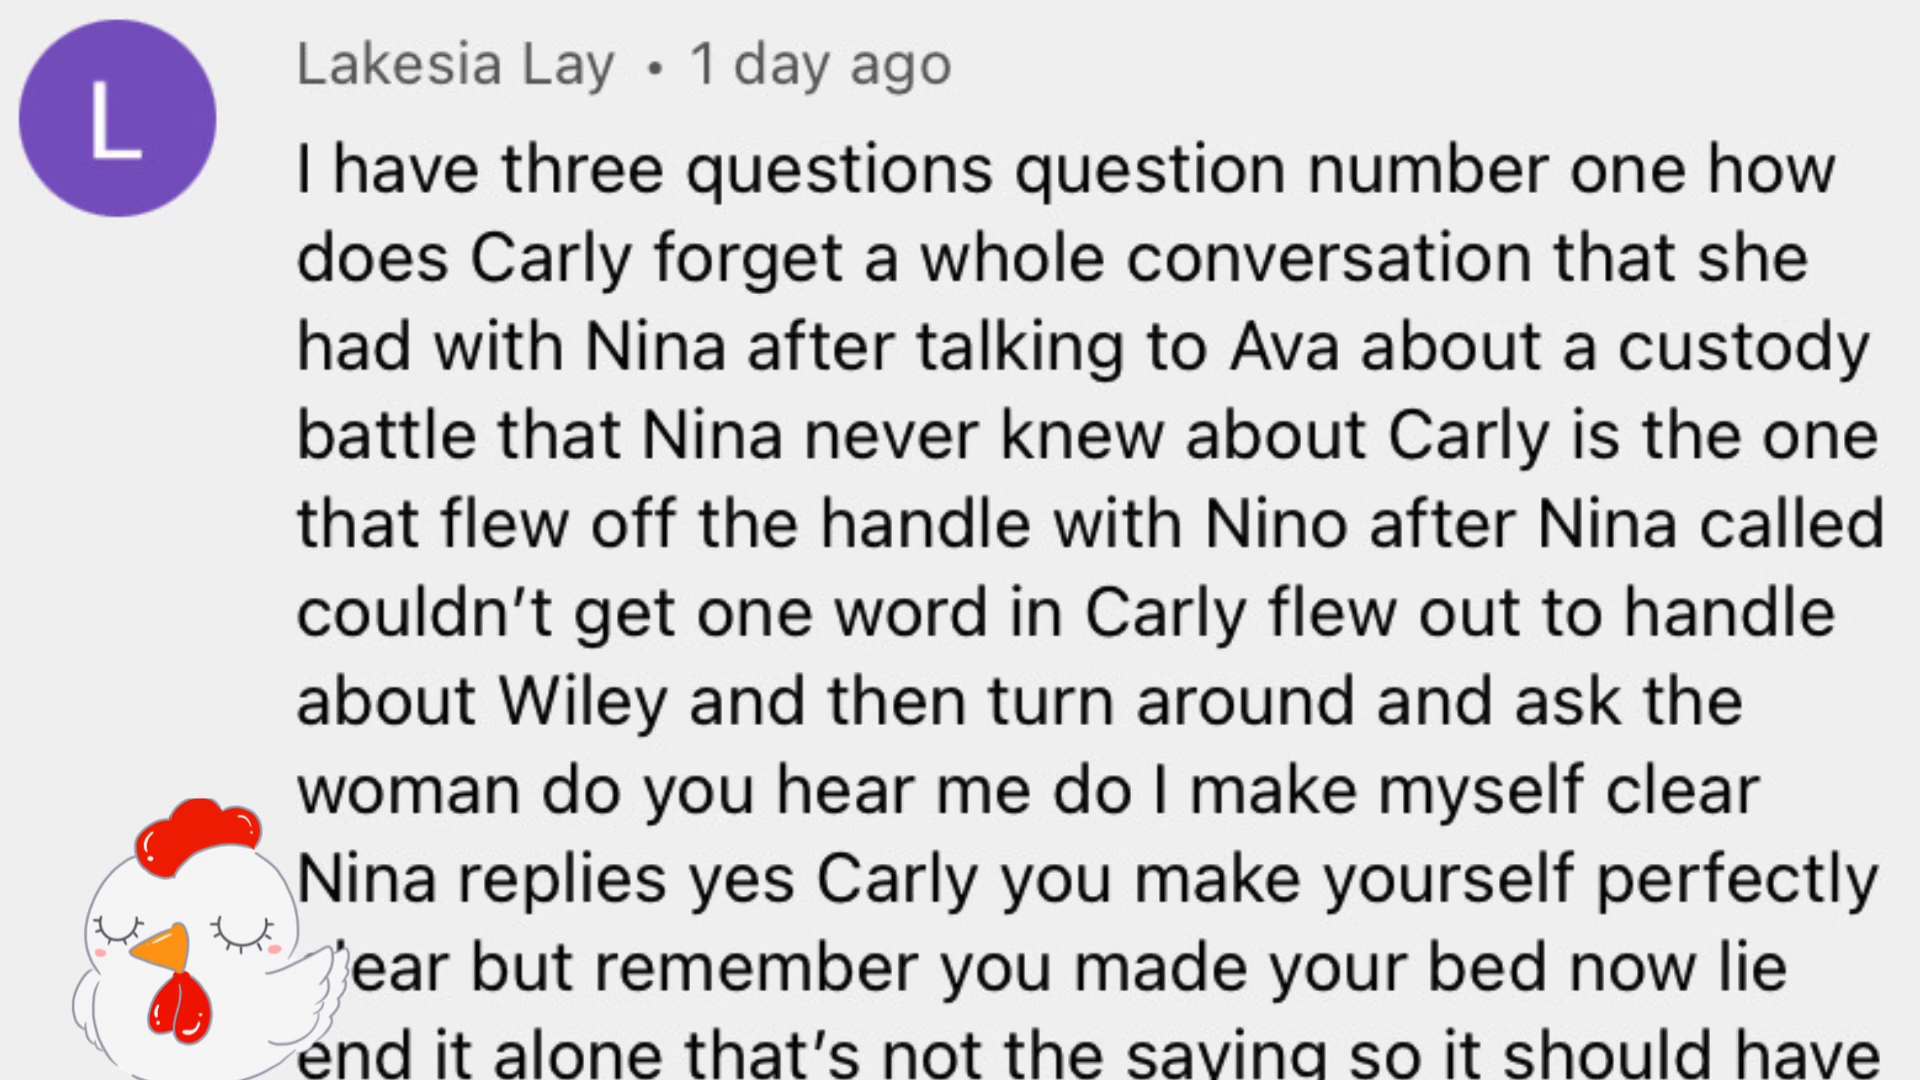 L
Lakesia Lay • 1 day ago
I have three questions question number one how
does Carly forget a whole conversation that she
had with Nina after talking to Ava about a custody
battle that Nina never knew about Carly is the one
that flew off the handle with Nino after Nina called
couldn’t get one word in Carly flew out to handle
about Wiley and then turn around and ask the
woman do you hear me do I make myself clear
Nina replies yes Carly you make yourself perfectly
but remember you made your bed now lie
end it alone that’s not the saying so it should have